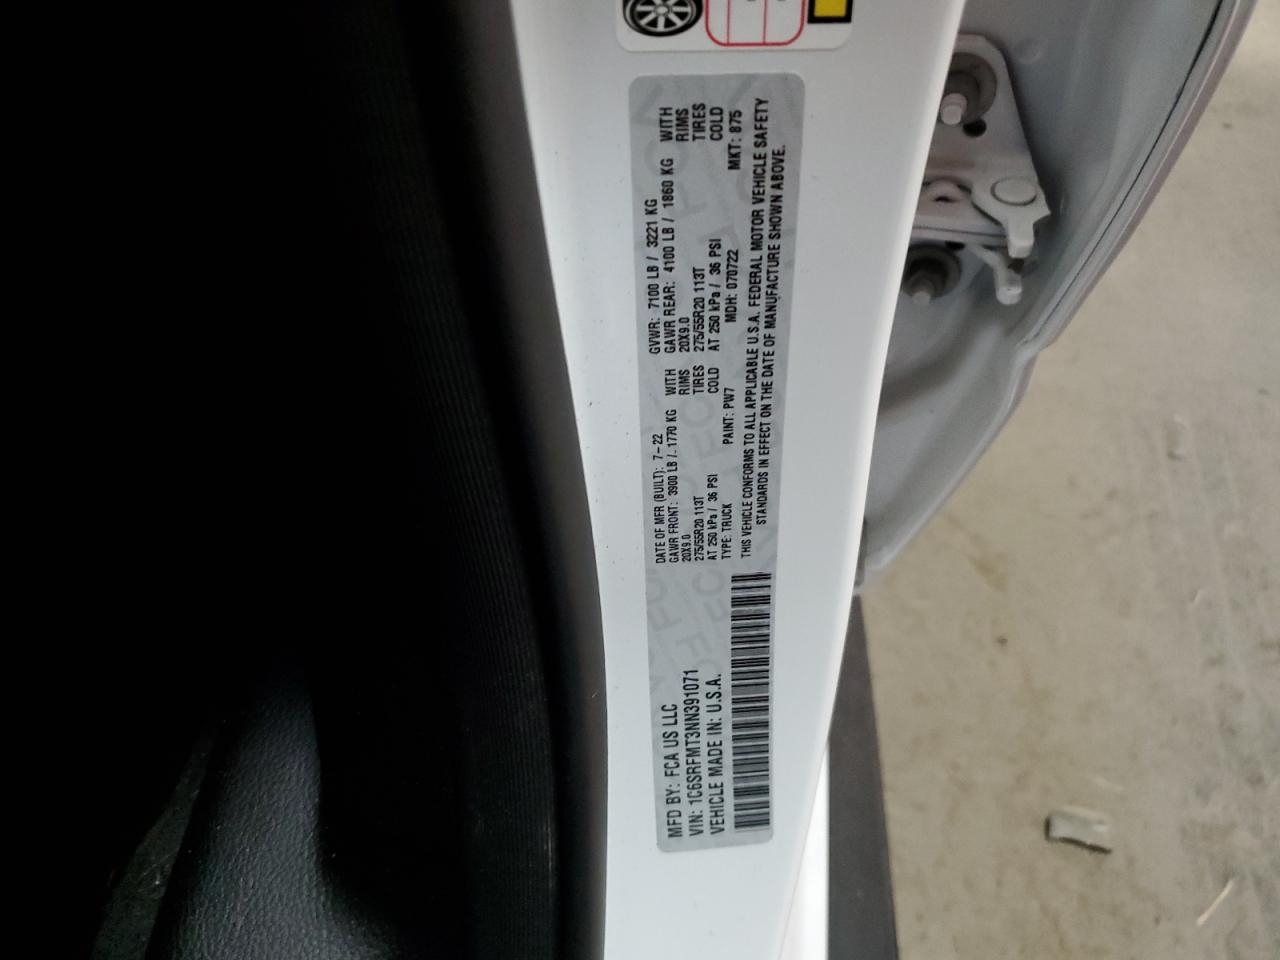 MFD BY: FCA US LLC
VIN: 1C6SRFMT3NN391071
VEHICLE MADE IN: U.S.A.
DATE OF MFR (BUILT): 7-22 GVWR: 7100 LB / 3221 KG
GAWR FRONT: 3900 LB / 1770 KG WITH GAWR REAR: 4100 LB / 1860 KG WITH
20X9.0 RIMS 20X9.0 RIMS
275/55R20 113T TIRES 275/55R20 113T TIRES
AT 250 kPa / 36 PSI COLD AT 250 kPa / 36 PSI COLD
TYPE: TRUCK PAINT: PW7 MDH: 070722 MKT: 875
THIS VEHICLE CONFORMS TO ALL APPLICABLE U.S.A. FEDERAL MOTOR VEHICLE SAFETY
STANDARDS IN EFFECT ON THE DATE OF MANUFACTURE SHOWN ABOVE.